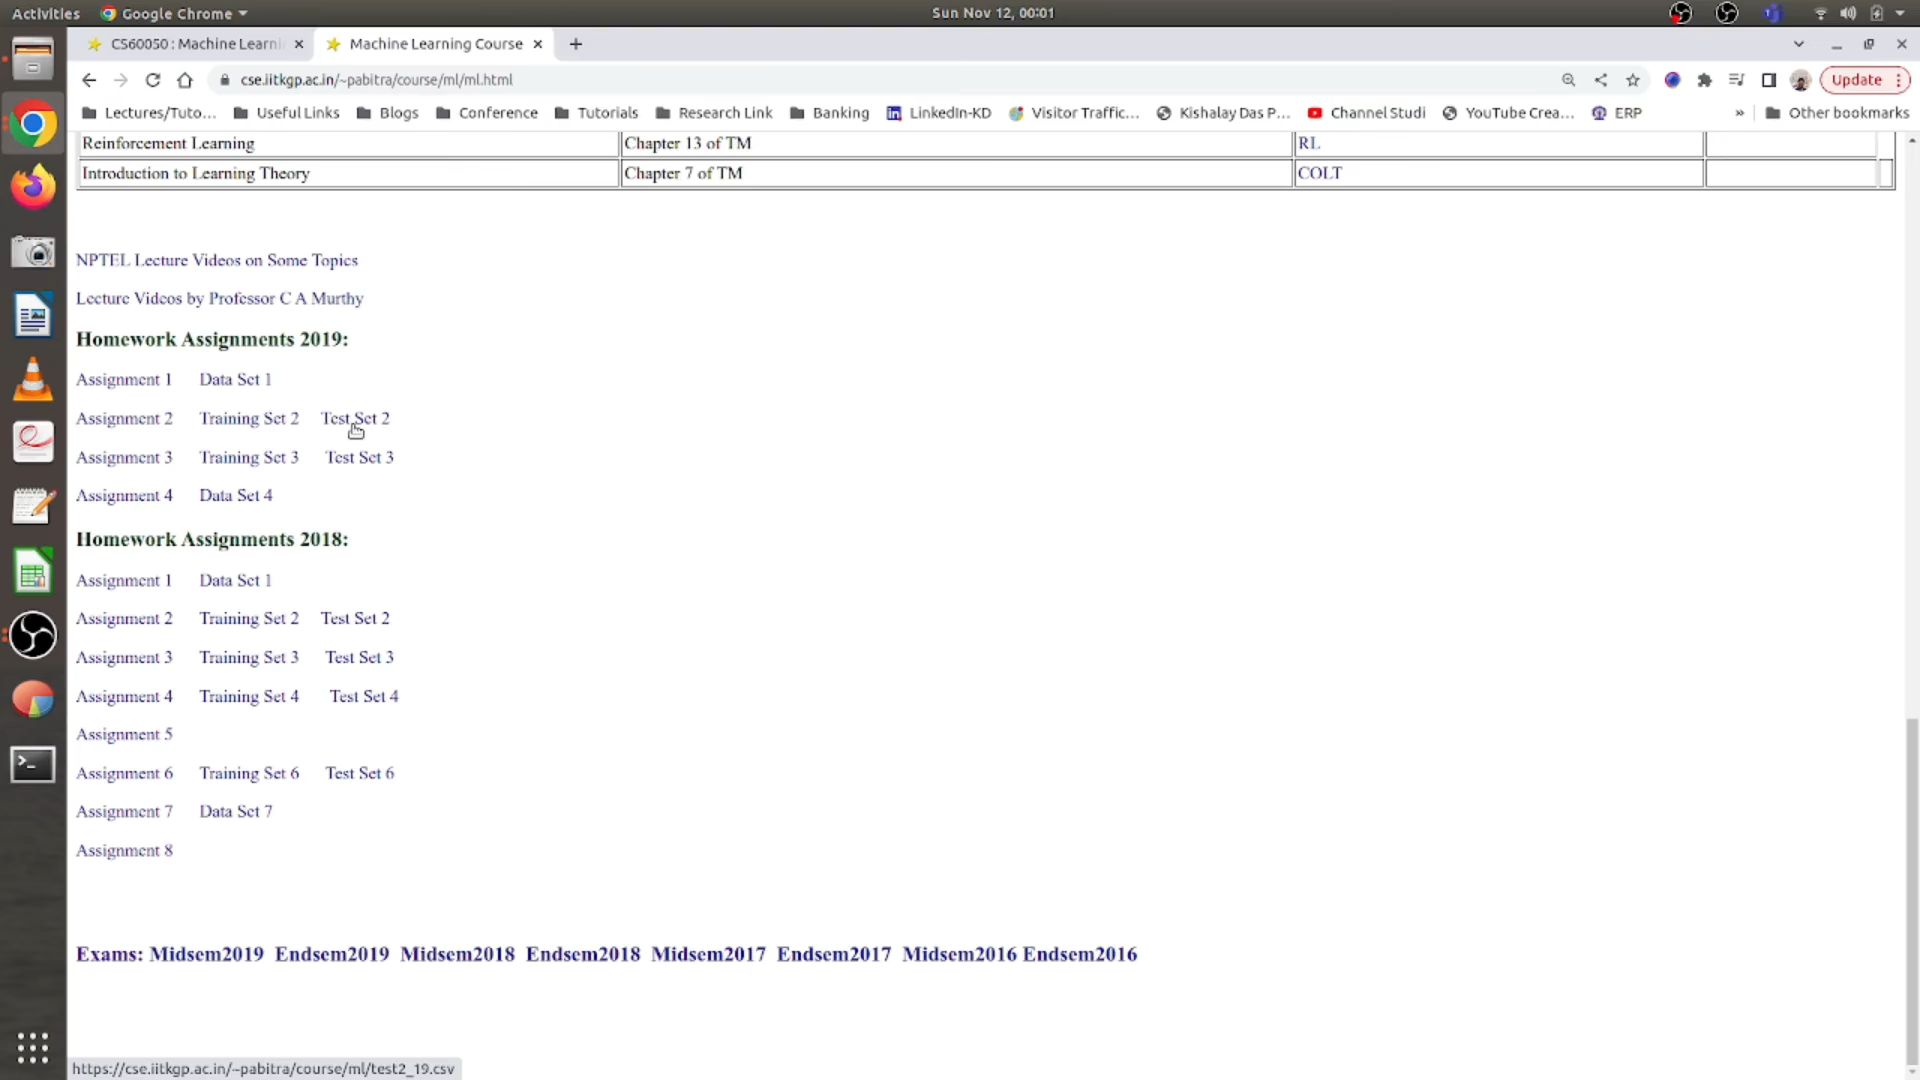 Activities Google Chrome Sun Nov 12, 00:01
CS60050 : Machine Learni Machine Learning Course
cse.iitkgp.ac.in/~pabitra/course/ml/ml.html Update
Lectures/Tuto... Useful Links Blogs Conference Tutorials Research Link Banking LinkedIn-KD Visitor Traffic... Kishalay Das P... Channel Studi YouTube Crea... ERP » Other bookmarks
Reinforcement Learning Chapter 13 of TM RL
Introduction to Learning Theory Chapter 7 of TM COLT
NPTEL Lecture Videos on Some Topics
Lecture Videos by Professor C A Murthy
Homework Assignments 2019:
Assignment 1 Data Set 1
Assignment 2 Training Set 2 Test Set 2
Assignment 3 Training Set 3 Test Set 3
Assignment 4 Data Set 4
Homework Assignments 2018:
Assignment 1 Data Set 1
Assignment 2 Training Set 2 Test Set 2
Assignment 3 Training Set 3 Test Set 3
Assignment 4 Training Set 4 Test Set 4
Assignment 5
Assignment 6 Training Set 6 Test Set 6
Assignment 7 Data Set 7
Assignment 8
Exams: Midsem2019 Endsem2019 Midsem2018 Endsem2018 Midsem2017 Endsem2017 Midsem2016 Endsem2016
https://cse.iitkgp.ac.in/~pabitra/course/ml/test2_19.csv